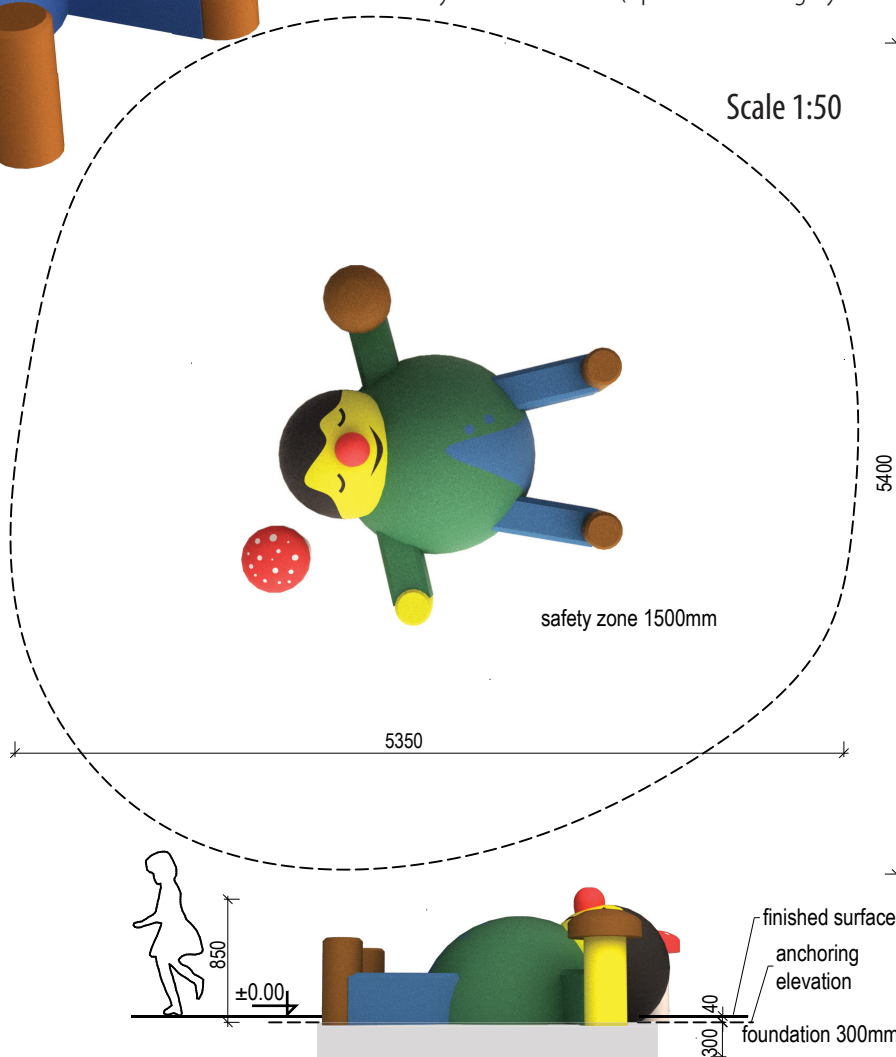 Scale 1:50
5400
safety zone 1500mm
5350
finished surface
anchoring
elevation
850
±0.00
40
300
foundation 300mm